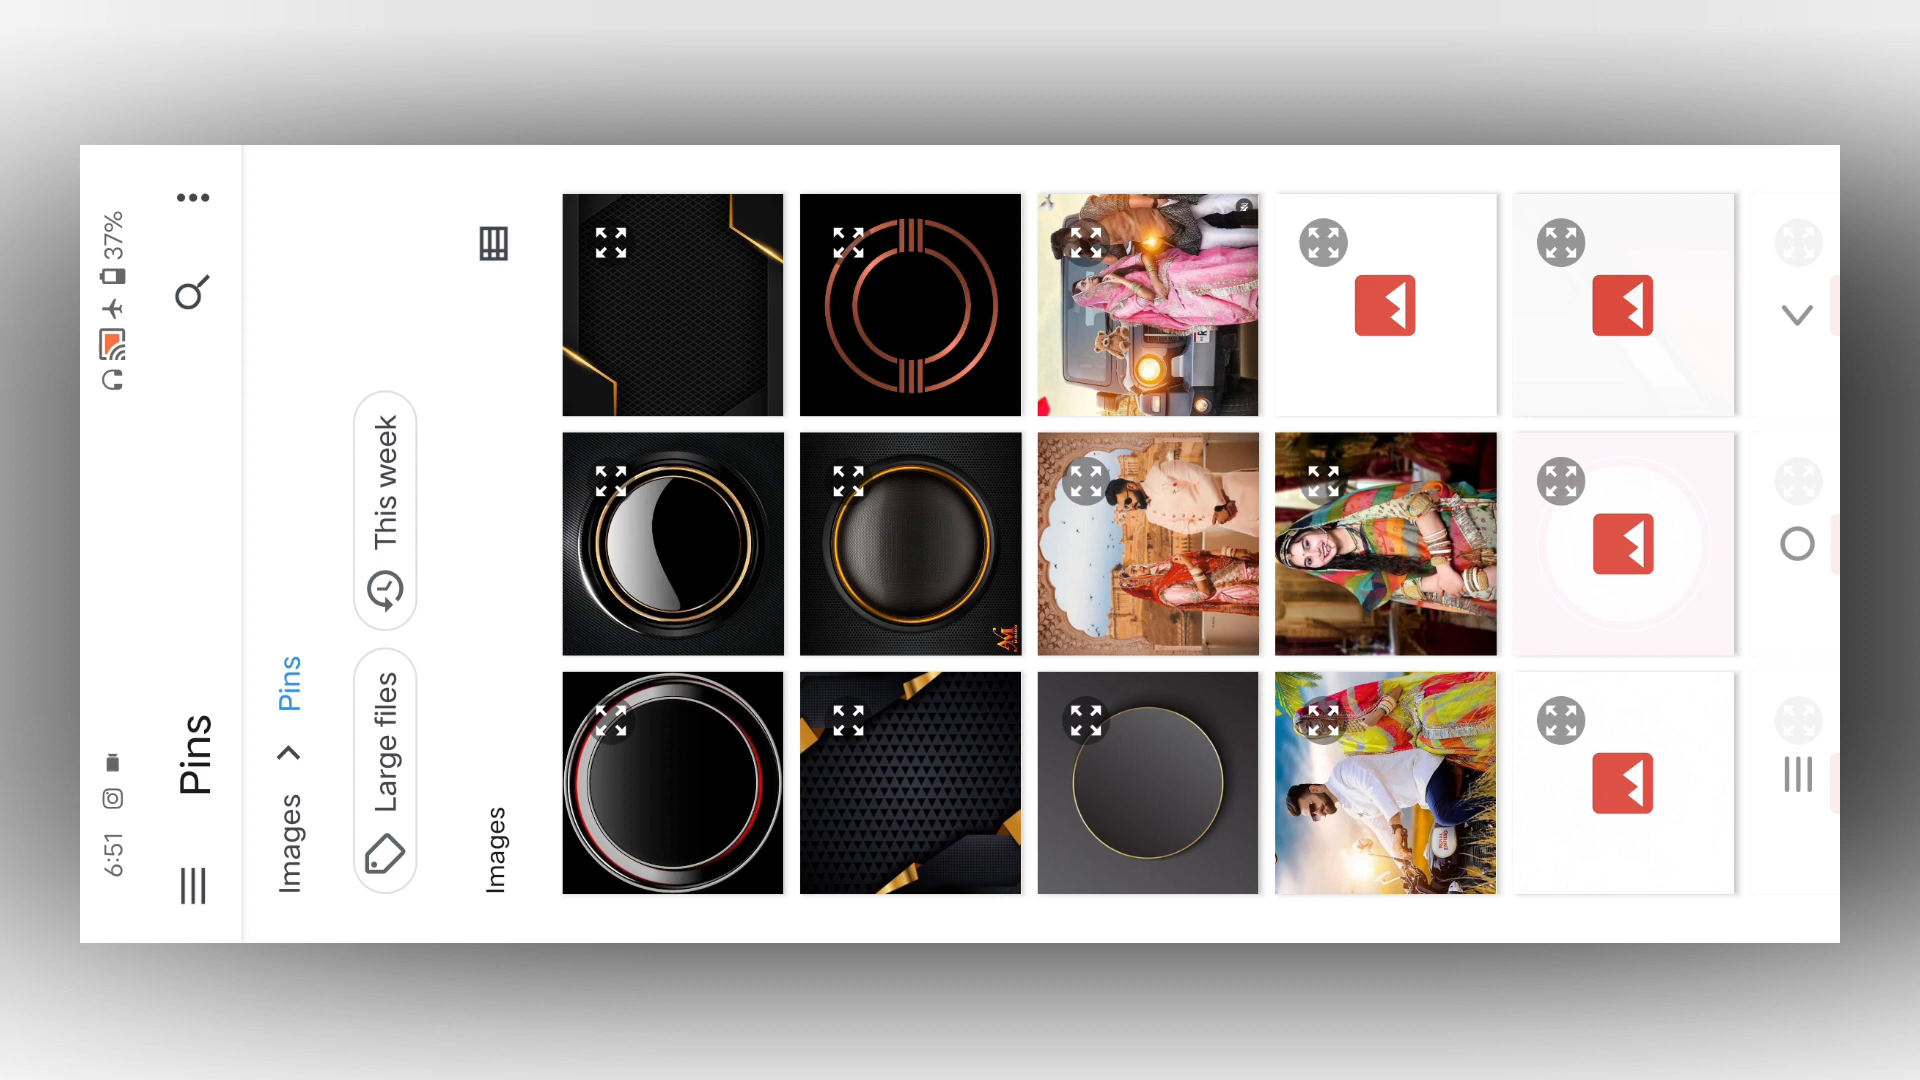 6:51
37%
Pins
Images > Pins
Large files
This week
Images